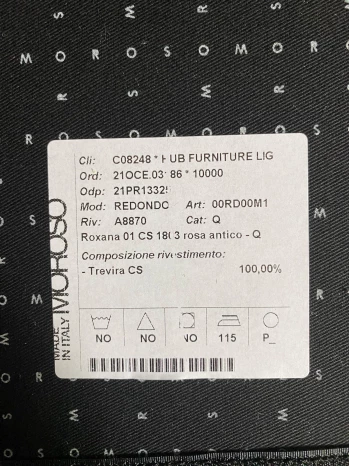 MOROSO
MADE IN ITALY
Cli: C08248 * H UB FURNITURE LIG
Ord: 21OCE.03 86 * 10000
Odp: 21PR1332
Mod: REDONDO Art: 00RD00M1
Riv: A8870 Cat: Q
Roxana 01 CS 18 3 rosa antico - Q
Composizione rivestimento:
- Trevira CS 100,00%
NO NO NO 115 P_